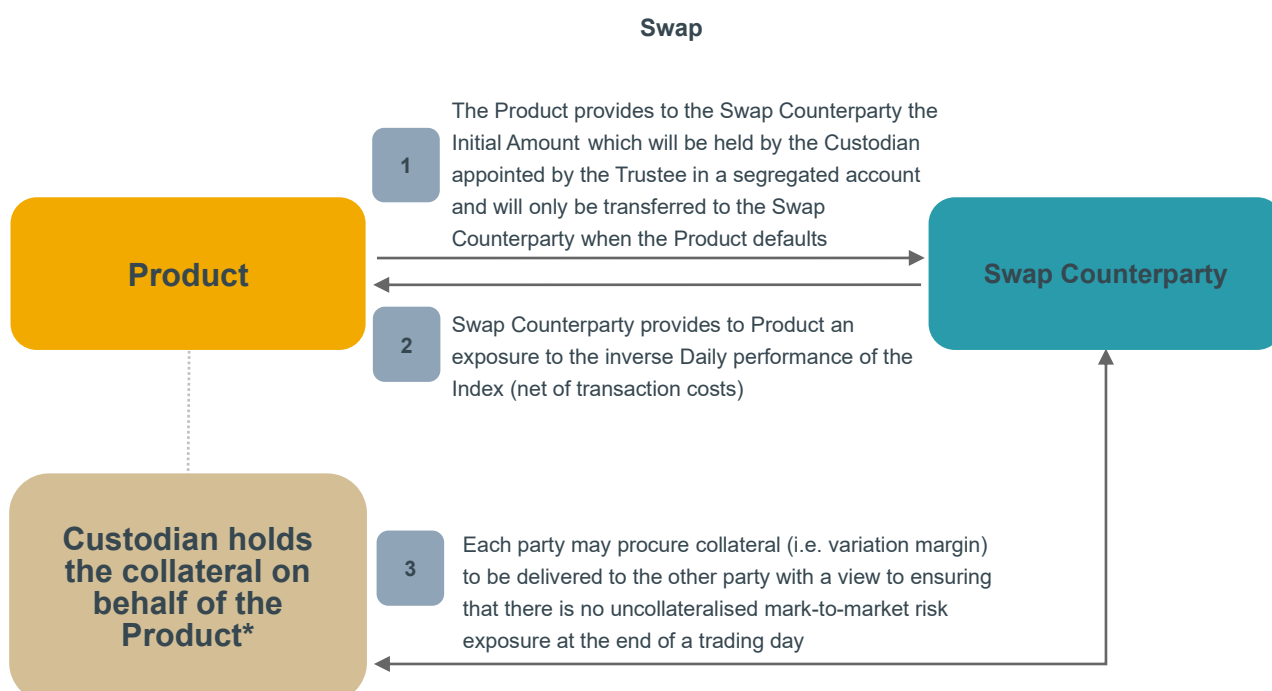 Swap
1
The Product provides to the Swap Counterparty the
Initial Amount which will be held by the Custodian
appointed by the Trustee in a segregated account
and will only be transferred to the Swap
Counterparty when the Product defaults
Product
Swap Counterparty
2
Swap Counterparty provides to Product an
exposure to the inverse Daily performance of the
Index (net of transaction costs)
Custodian holds
the collateral on
behalf of the
Product*
3
Each party may procure collateral (i.e. variation margin)
to be delivered to the other party with a view to ensuring
that there is no uncollateralised mark-to-market risk
exposure at the end of a trading day